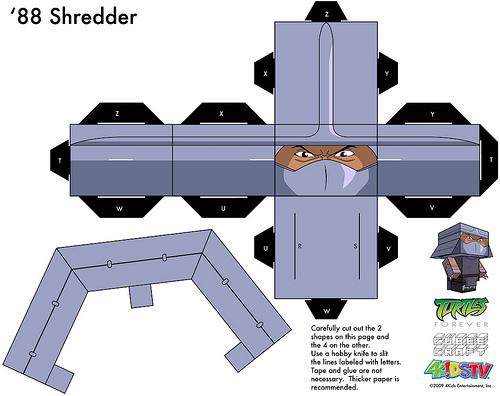 '88 Shredder
Z
X
Y
Z
X
Y
T
T
W
U
V
U
R
S
V
W
Carefully cut out the 2
shapes on this page and
the 4 on the other.
Use a hobby knife to slit
the lines labeled with letters.
Tape and glue are not
necessary. Thicker paper is
recommended.
TURTLES
FOREVER
CUBEE
CRAFT
4KIDSTV
©2009 4Kids Entertainment, Inc.